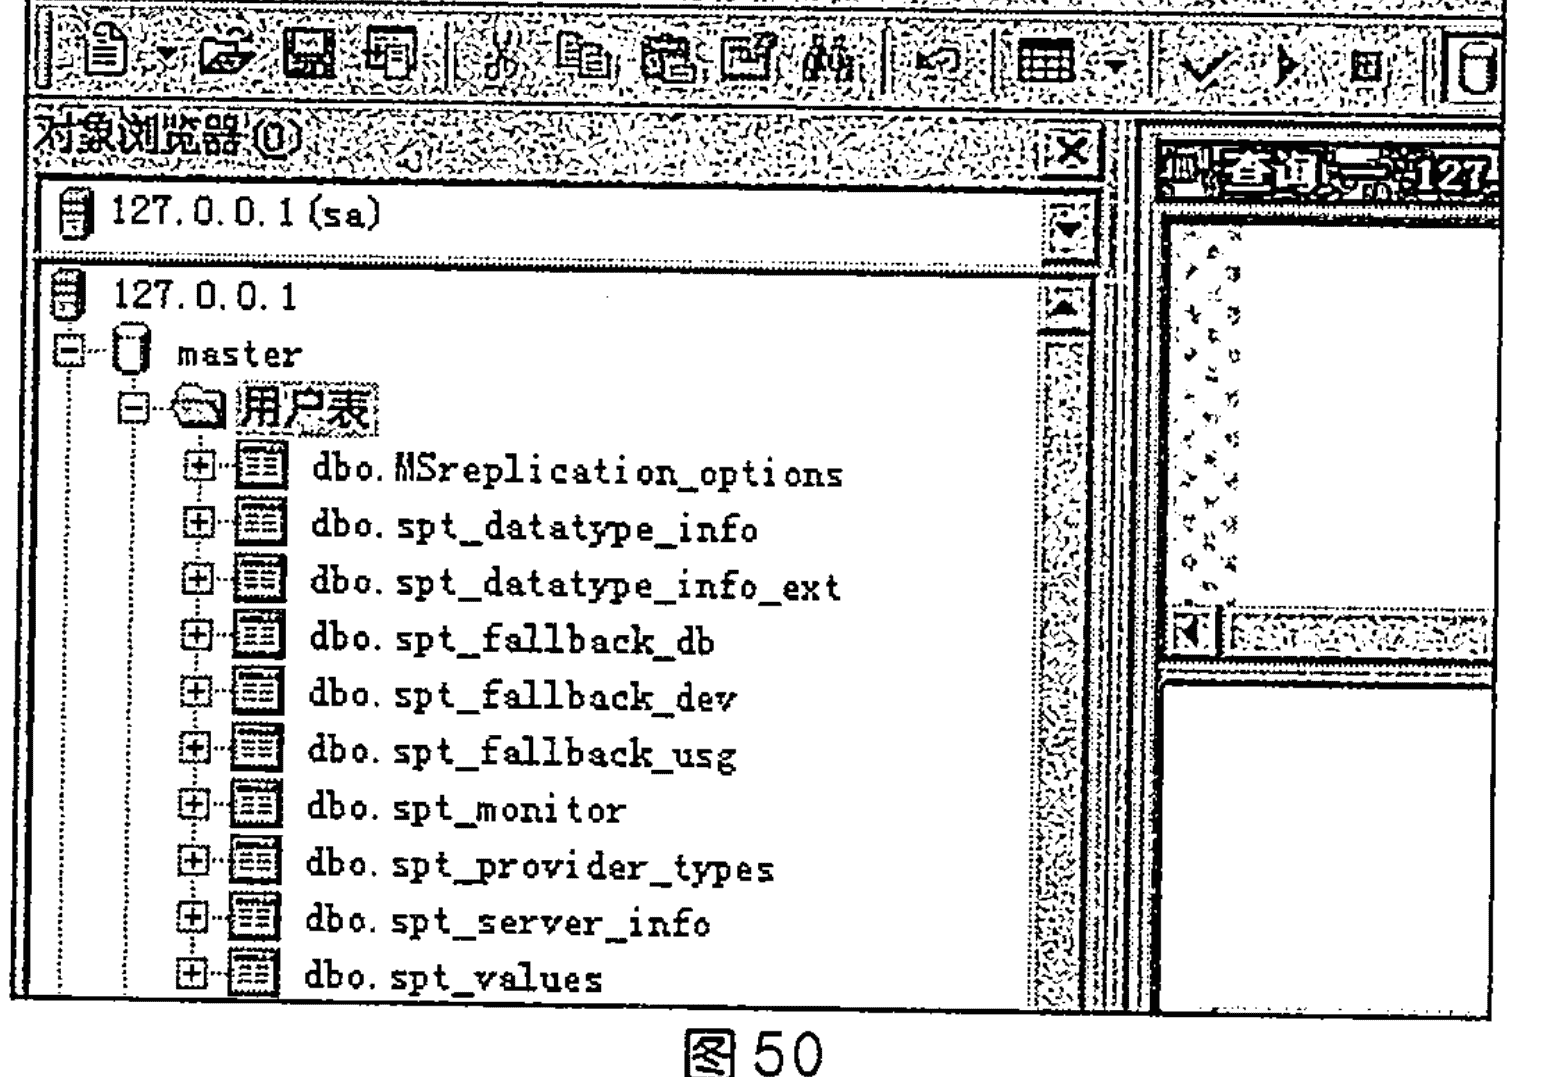 对象浏览器(O)
127.0.0.1(sa)
查询 — 127.
127.0.0.1
master
用户表
dbo.MSreplication_options
dbo.spt_datatype_info
dbo.spt_datatype_info_ext
dbo.spt_fallback_db
dbo.spt_fallback_dev
dbo.spt_fallback_usg
dbo.spt_monitor
dbo.spt_provider_types
dbo.spt_server_info
dbo.spt_values
图50